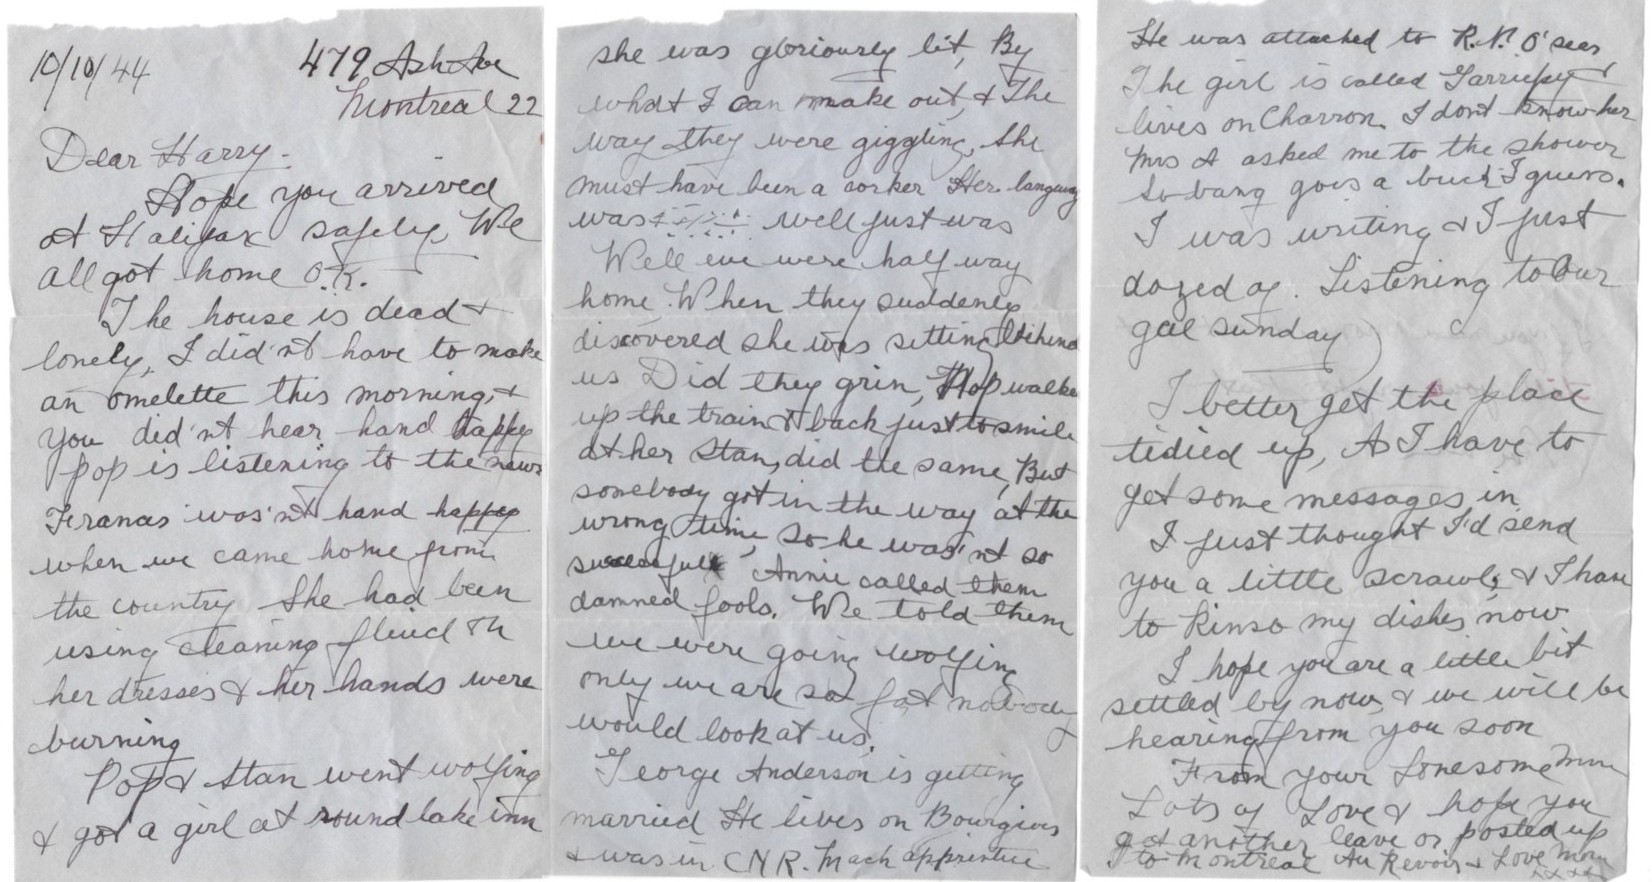 10/10/44 479 Ash Ave
Montreal 22
Dear Harry.
Hope you arrived
at Halifax safely, We
all got home O.K.
The house is dead &
lonely, I did'nt have to make
an omelette this morning, &
you did'nt hear hand happy
pop is listening to the news
Frances was'nt hand happy
when we came home from
the country She had been
using cleaning fluid on
her dresses & her hands were
burning
Pop & Stan went wolfing
& got a girl at round lake inn
she was gloriously lit, By
what I can make out, & The
way they were giggling, she
must have been a corker Her
was well just was
Well we were half way
home. When they suddenly
discovered she was setting behind
us Did they grin, Pop walked
up the train & back just to smile
at her Stan, did the same, But
somebody got in the way at the
wrong time, so he was'nt so
successful Annie called them
damned fools. We told them
we were going wolfing
only we are so fat nobody
would look at us.
George Anderson is getting
married He lives on Bourgiois
& was in CNR. Mach apprentice
He was attached to R.N. O'seas
The girl is called Garriepy &
lives on Charron. I dont know her
Mrs A asked me to the shower
So bang goes a buck I guess.
I was writing & I just
dozed of. Listening to Our
gal sunday
I better get the place
tidied up, As I have to
get some messages in
I just thought I'd send
you a little scrawl, & I have
to Rinso my dishes now
I hope you are a little bit
settled by now, & we will be
hearing from you soon
From your Lonesome Mum
Lots of Love & hope you
get another leave or posted up
to Montreal Au Revoir & Love Mom
xxxx